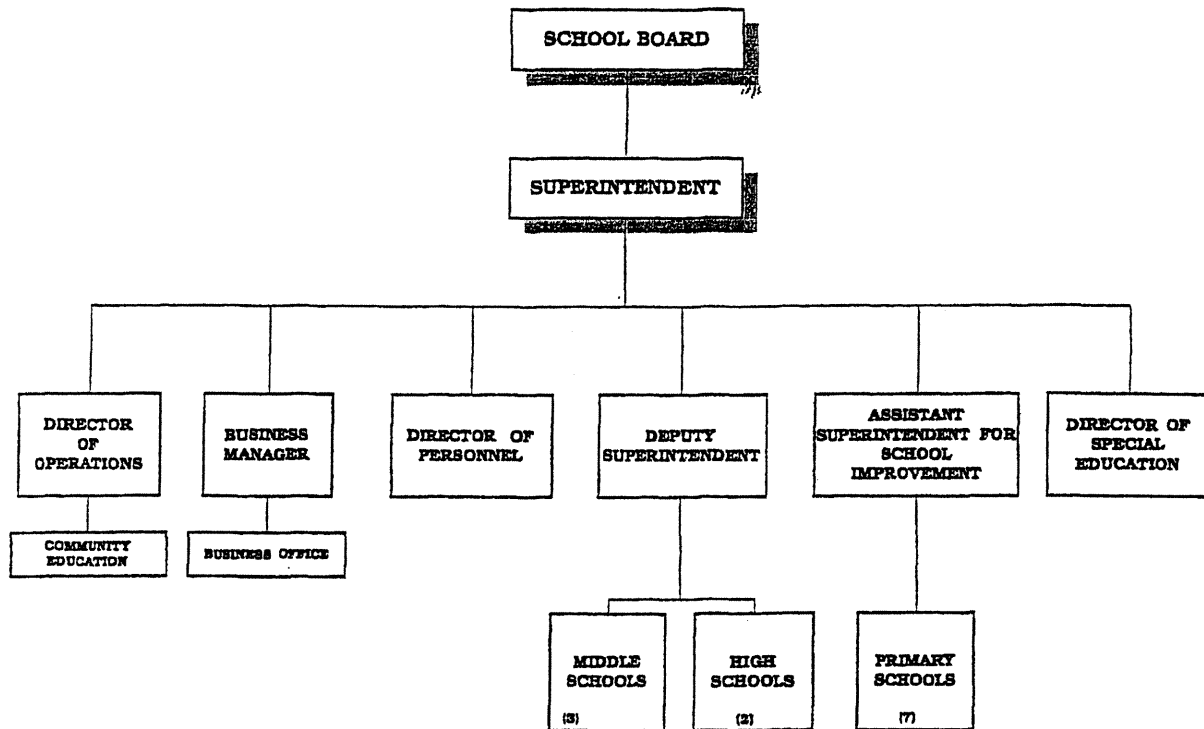 SCHOOL BOARD
SUPERINTENDENT
DIRECTOR
OF
OPERATIONS
BUSINESS
MANAGER
DIRECTOR OF
PERSONNEL
DEPUTY
SUPERINTENDENT
ASSISTANT
SUPERINTENDENT FOR
SCHOOL
IMPROVEMENT
DIRECTOR OF
SPECIAL
EDUCATION
COMMUNITY
EDUCATION
BUSINESS OFFICE
MIDDLE
SCHOOLS
(3)
HIGH
SCHOOLS
(2)
PRIMARY
SCHOOLS
(7)